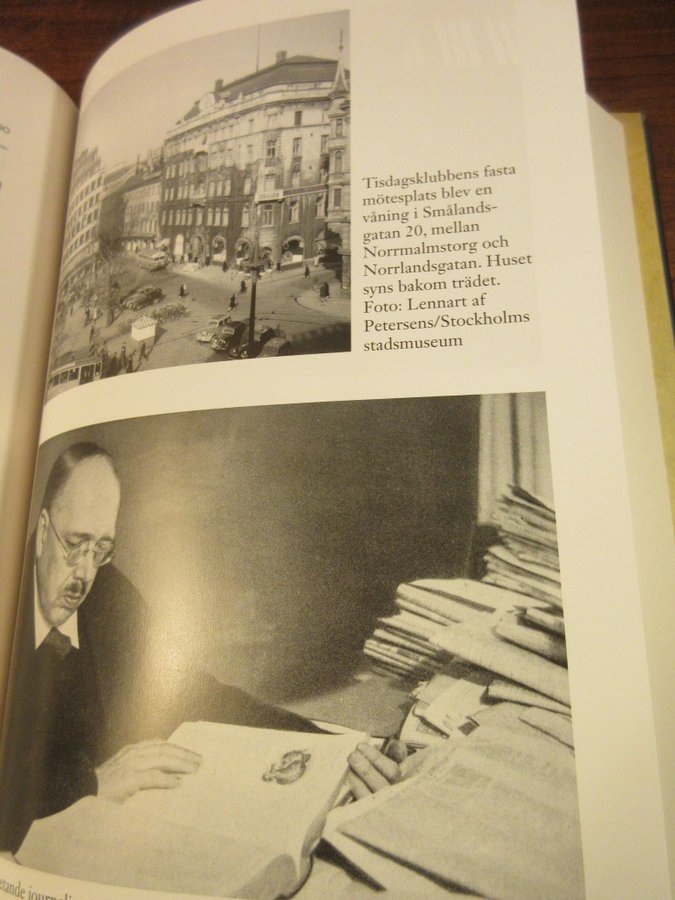 Tisdagsklubbens fasta
mötesplats blev en
våning i Smålands-
gatan 20, mellan
Norrmalmstorg och
Norrlandsgatan. Huset
syns bakom trädet.
Foto: Lennart af
Petersens/Stockholms
stadsmuseum